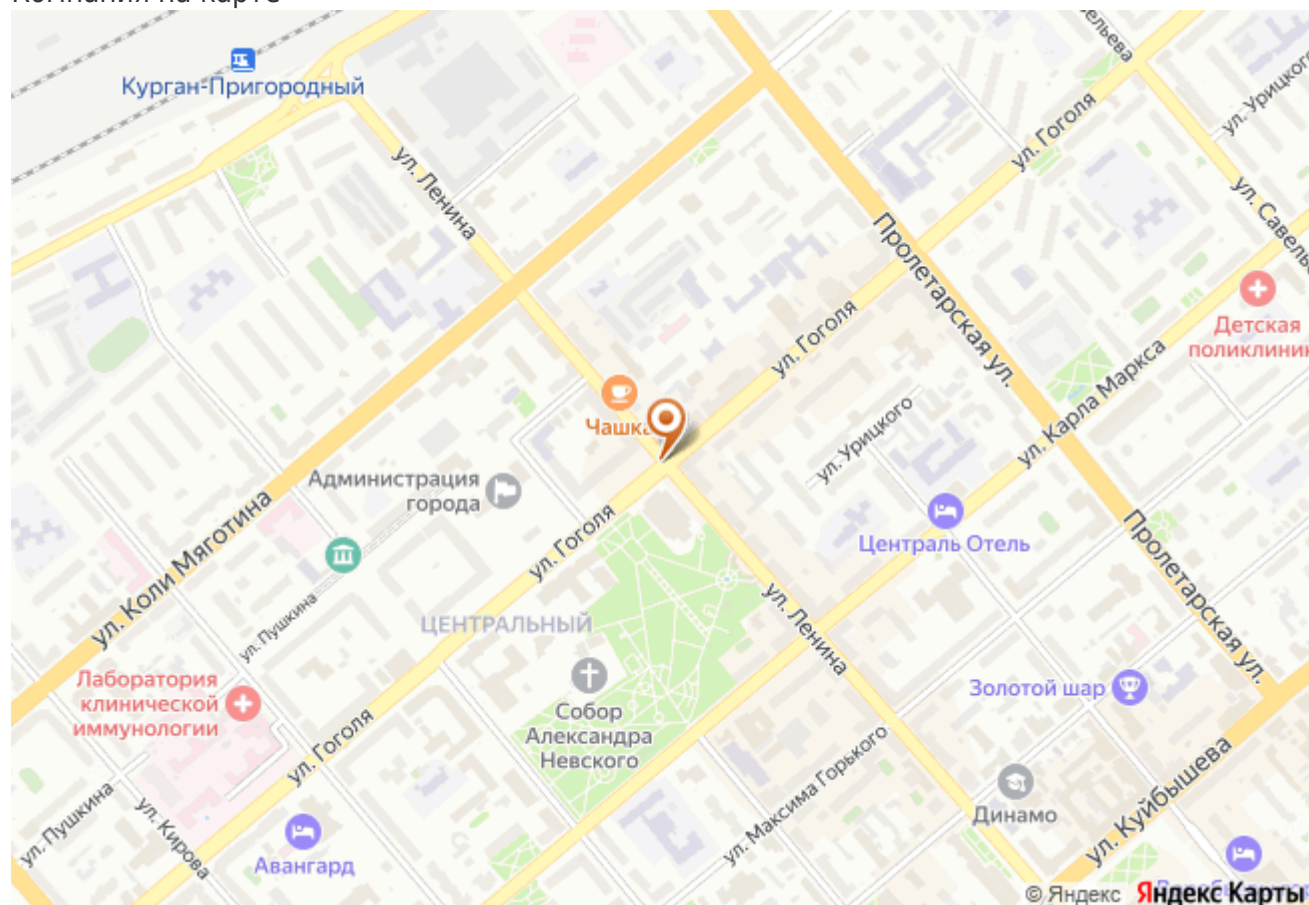 Курган-Пригородный
ул. Ленина
ул. Гоголя
ул. Урицкого
Пролетарская ул.
Детская
ул. Гоголя
ул. Карла Маркса
Чашка
ул. Урицкого
Администрация
города
ул. Коли Мяготина
ул. Гоголя
Централь Отель
Пролетарская ул.
ул. Пушкина
ЦЕНТРАЛЬНЫЙ
ул. Ленина
Лаборатория
клинической
иммунологии
Золотой шар
Собор
Александра
Невского
ул. Гоголя
ул. Максима Горького
ул. Куйбышева
ул. Пушкина
ул. Кирова
Динамо
Авангард
© Яндекс Яндекс Карты